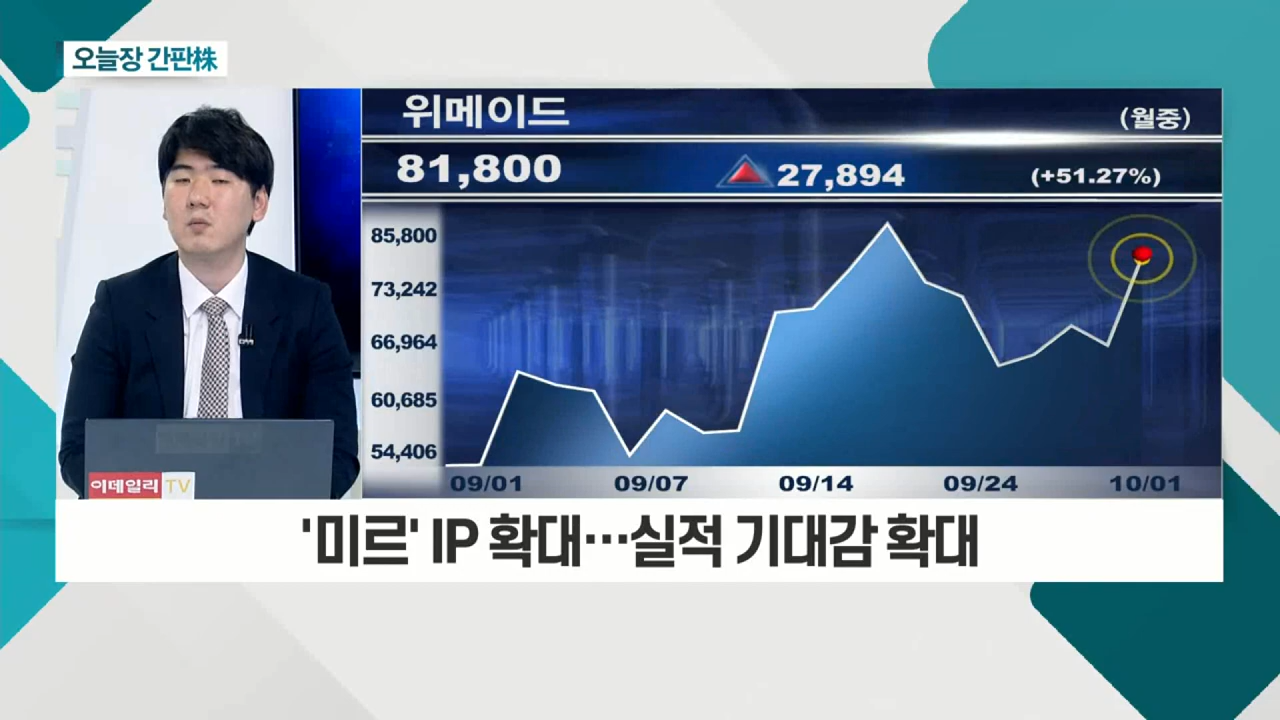 오늘장 간판株
위메이드
(월중)
81,800
27,894
(+51.27%)
85,800
73,242
66,964
60,685
54,406
09/01
09/07
09/14
09/24
10/01
이데일리 TV
'미르' IP 확대…실적 기대감 확대